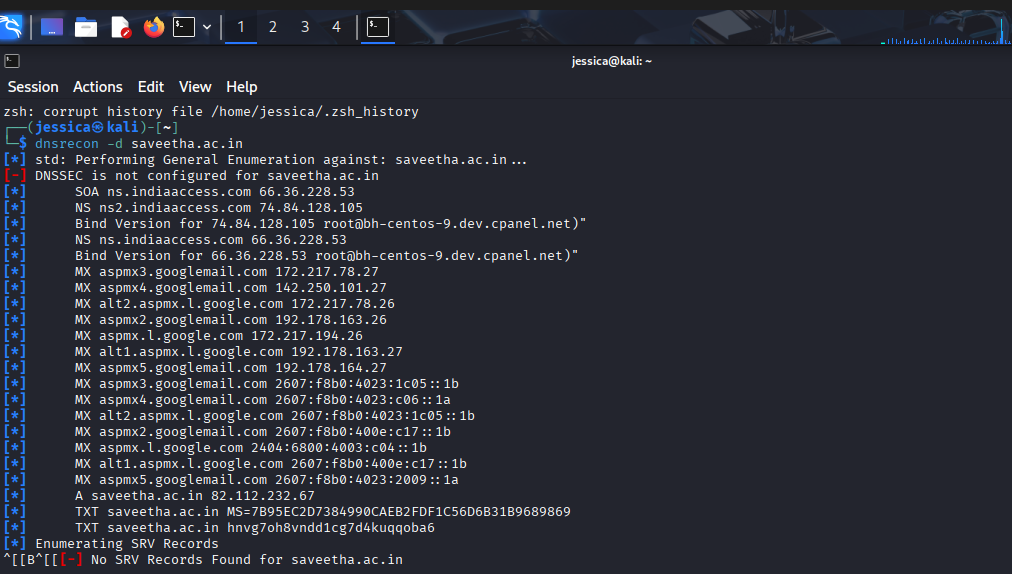 1 2 3 4
jessica@kali: ~
Session Actions Edit View Help
zsh: corrupt history file /home/jessica/.zsh_history
┌──(jessica㉿kali)-[~]
└─$ dnsrecon -d saveetha.ac.in
[*] std: Performing General Enumeration against: saveetha.ac.in...
[-] DNSSEC is not configured for saveetha.ac.in
[*] SOA ns.indiaaccess.com 66.36.228.53
[*] NS ns2.indiaaccess.com 74.84.128.105
[*] Bind Version for 74.84.128.105 root@bh-centos-9.dev.cpanel.net)"
[*] NS ns.indiaaccess.com 66.36.228.53
[*] Bind Version for 66.36.228.53 root@bh-centos-9.dev.cpanel.net)"
[*] MX aspmx3.googlemail.com 172.217.78.27
[*] MX aspmx4.googlemail.com 142.250.101.27
[*] MX alt2.aspmx.l.google.com 172.217.78.26
[*] MX aspmx2.googlemail.com 192.178.163.26
[*] MX aspmx.l.google.com 172.217.194.26
[*] MX alt1.aspmx.l.google.com 192.178.163.27
[*] MX aspmx5.googlemail.com 192.178.164.27
[*] MX aspmx3.googlemail.com 2607:f8b0:4023:1c05::1b
[*] MX aspmx4.googlemail.com 2607:f8b0:4023:c06::1a
[*] MX alt2.aspmx.l.google.com 2607:f8b0:4023:1c05::1b
[*] MX aspmx2.googlemail.com 2607:f8b0:400e:c17::1b
[*] MX aspmx.l.google.com 2404:6800:4003:c04::1b
[*] MX alt1.aspmx.l.google.com 2607:f8b0:400e:c17::1b
[*] MX aspmx5.googlemail.com 2607:f8b0:4023:2009::1a
[*] A saveetha.ac.in 82.112.232.67
[*] TXT saveetha.ac.in MS=7B95EC2D7384990CAEB2FDF1C56D6B31B9689869
[*] TXT saveetha.ac.in hnvg7oh8vndd1cg7d4kuqqoba6
[*] Enumerating SRV Records
^[[B^[[[-] No SRV Records Found for saveetha.ac.in